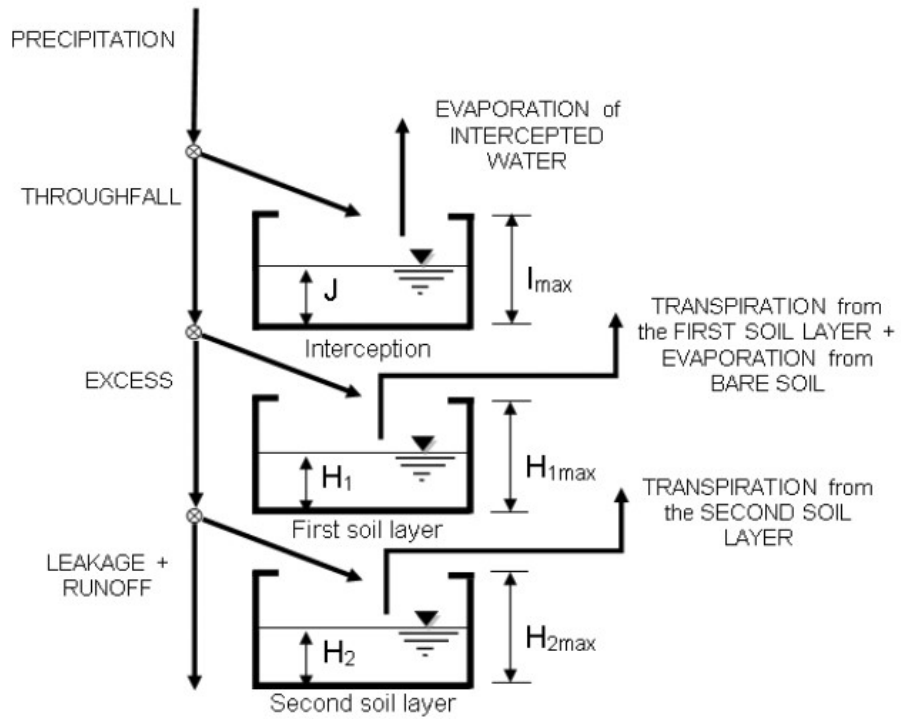 PRECIPITATION
EVAPORATION of
INTERCEPTED
WATER
THROUGHFALL
J
Imax
Interception
TRANSPIRATION from
the FIRST SOIL LAYER +
EVAPORATION from
BARE SOIL
EXCESS
H1
H1max
First soil layer
TRANSPIRATION from
the SECOND SOIL
LAYER
LEAKAGE +
RUNOFF
H2
H2max
Second soil layer